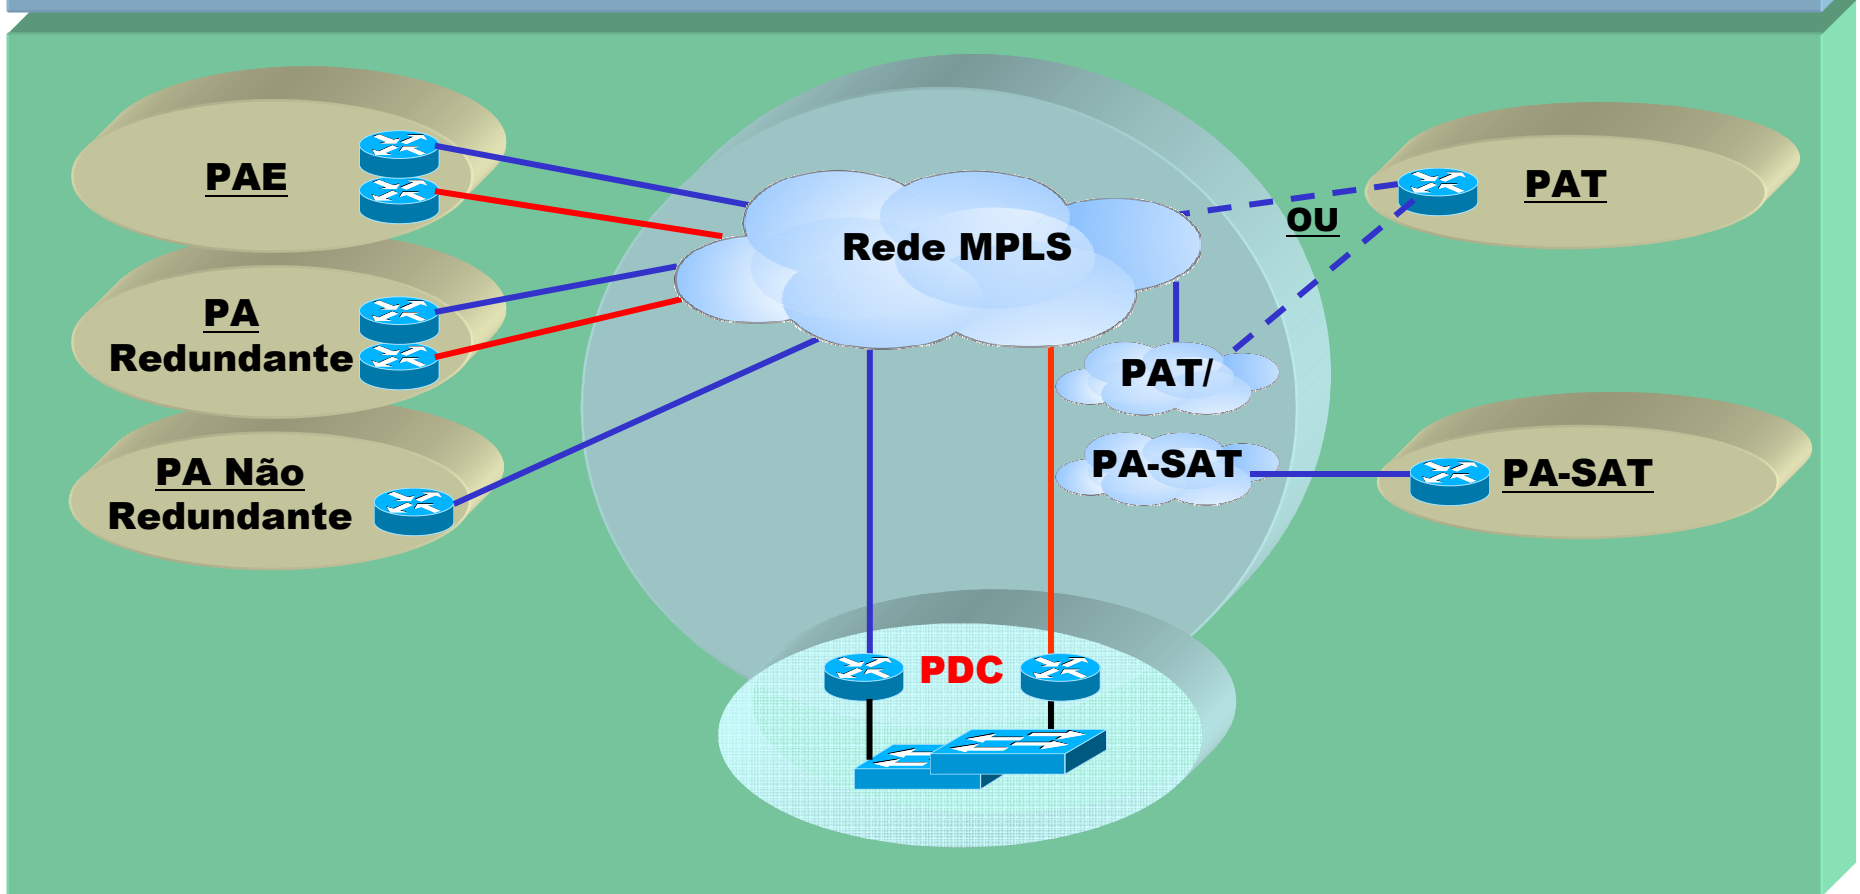 PAE
PA
Redundante
PA Não
Redundante
Rede MPLS
OU
PAT
PAT/
PA-SAT
PA-SAT
PDC